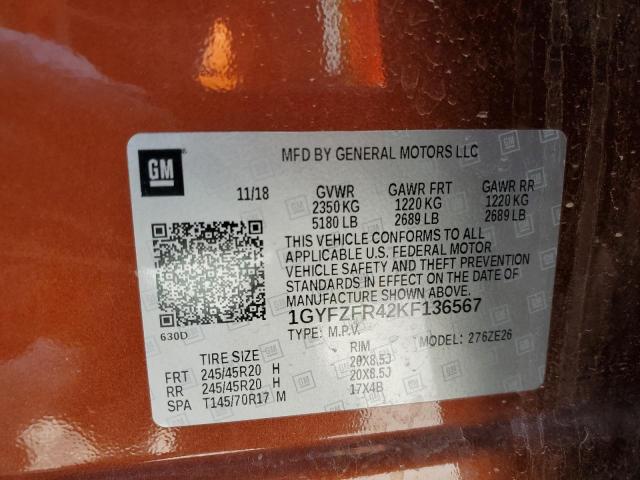 GM
MFD BY GENERAL MOTORS LLC
11/18 GVWR GAWR FRT GAWR RR
2350 KG 1220 KG 1220 KG
5180 LB 2689 LB 2689 LB
THIS VEHICLE CONFORMS TO ALL
APPLICABLE U.S. FEDERAL MOTOR
VEHICLE SAFETY AND THEFT PREVENTION
STANDARDS IN EFFECT ON THE DATE OF
MANUFACTURE SHOWN ABOVE.
1GYFZFR42KF136567
630D
TYPE: M.P.V. MODEL: 276ZE26
TIRE SIZE RIM
FRT 245/45R20 H 20X8.5J
RR 245/45R20 H 20X8.5J
SPA T145/70R17 M 17X4B